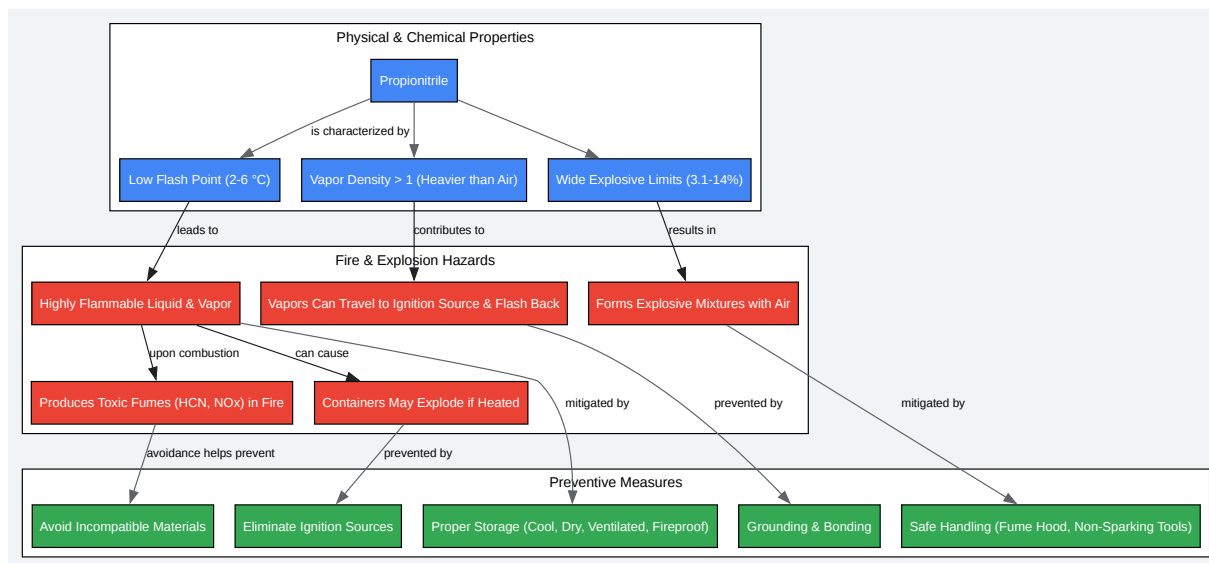 Physical & Chemical Properties
Propionitrile
is characterized by
Low Flash Point (2-6 °C)
Vapor Density > 1 (Heavier than Air)
Wide Explosive Limits (3.1-14%)
leads to
contributes to
results in
Fire & Explosion Hazards
Highly Flammable Liquid & Vapor
Vapors Can Travel to Ignition Source & Flash Back
Forms Explosive Mixtures with Air
upon combustion
can cause
Produces Toxic Fumes (HCN, NOx) in Fire
Containers May Explode if Heated
mitigated by
prevented by
mitigated by
avoidance helps prevent
prevented by
Preventive Measures
Avoid Incompatible Materials
Eliminate Ignition Sources
Proper Storage (Cool, Dry, Ventilated, Fireproof)
Grounding & Bonding
Safe Handling (Fume Hood, Non-Sparking Tools)